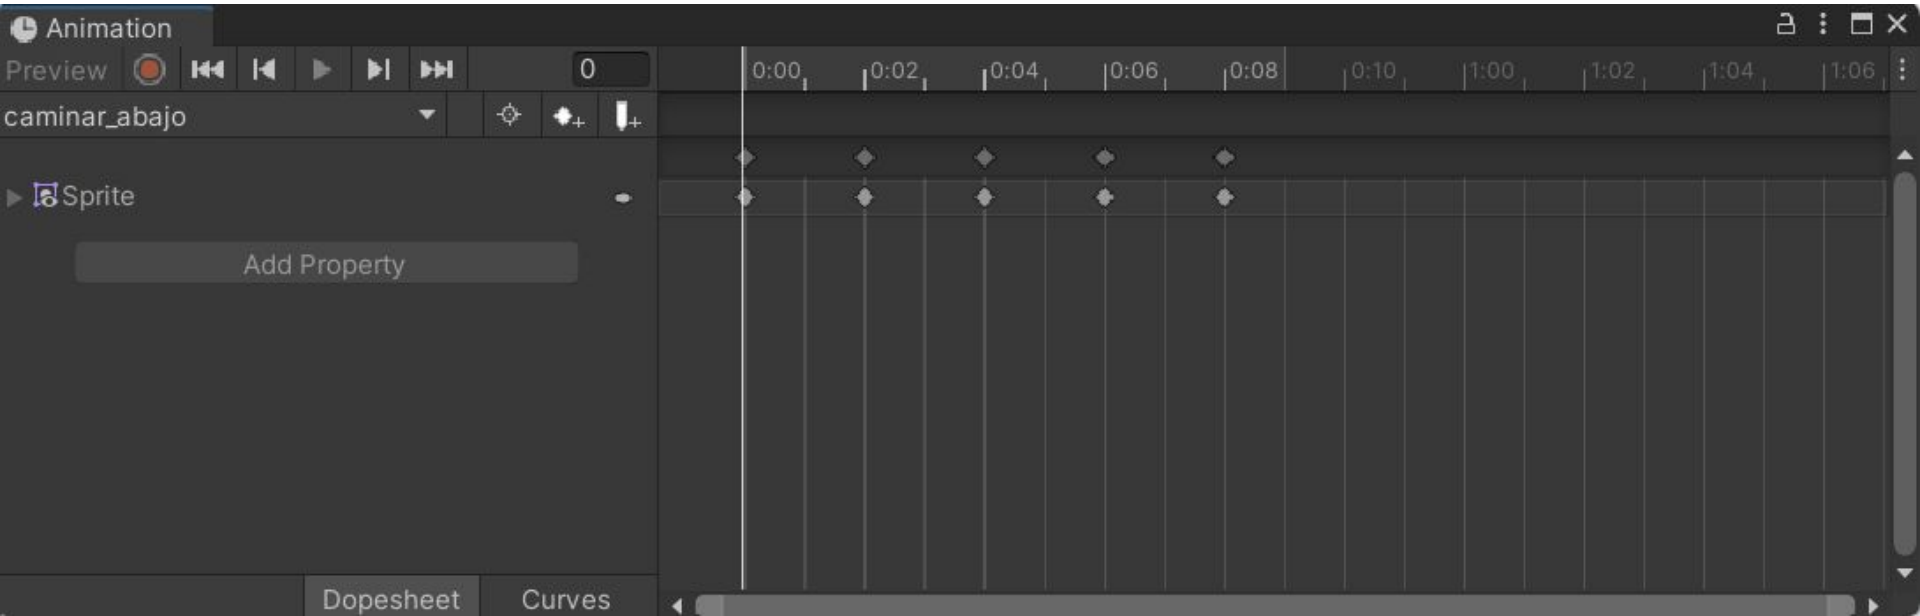 Animation
Preview 0 0:00 0:02 0:04 0:06 0:08 0:10 1:00 1:02 1:04 1:06
caminar_abajo
Sprite
Add Property
Dopesheet Curves